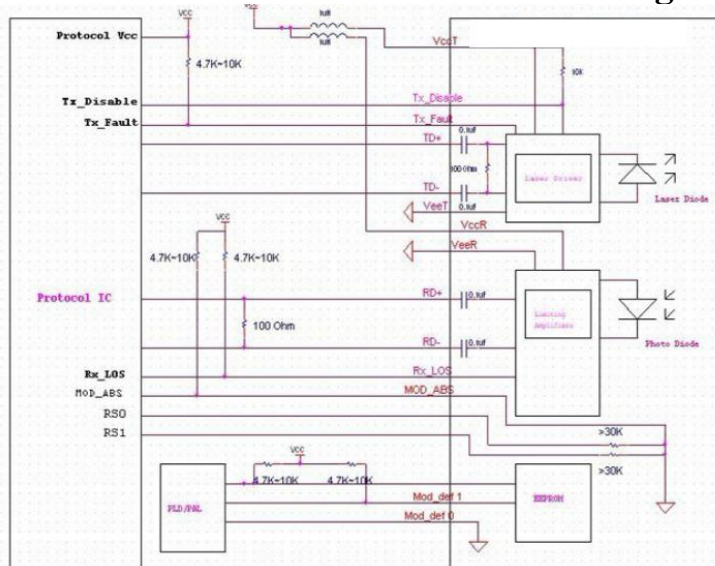 VCC
VCC
1uH
1uH
Protocol Vcc
VccT
4.7K~10K
10K
Tx_Disable
Tx_Disable
Tx_Fault
Tx_Fault
0.1uf
TD+
100 Ohm
Laser Driver
TD-
0.1uf
Laser Diode
VeeT
VccR
VCC
VeeR
4.7K~10K
4.7K~10K
Protocol IC
RD+
0.1uf
Limiting
Amplifier
100 Ohm
RD-
0.1uf
Photo Diode
Rx_LOS
Rx_LOS
MOD_ABS
MOD_ABS
RS0
>30K
RS1
VCC
>30K
4.7K~10K
4.7K~10K
Mod_def 1
EEPROM
PLD/PAL
Mod_def 0